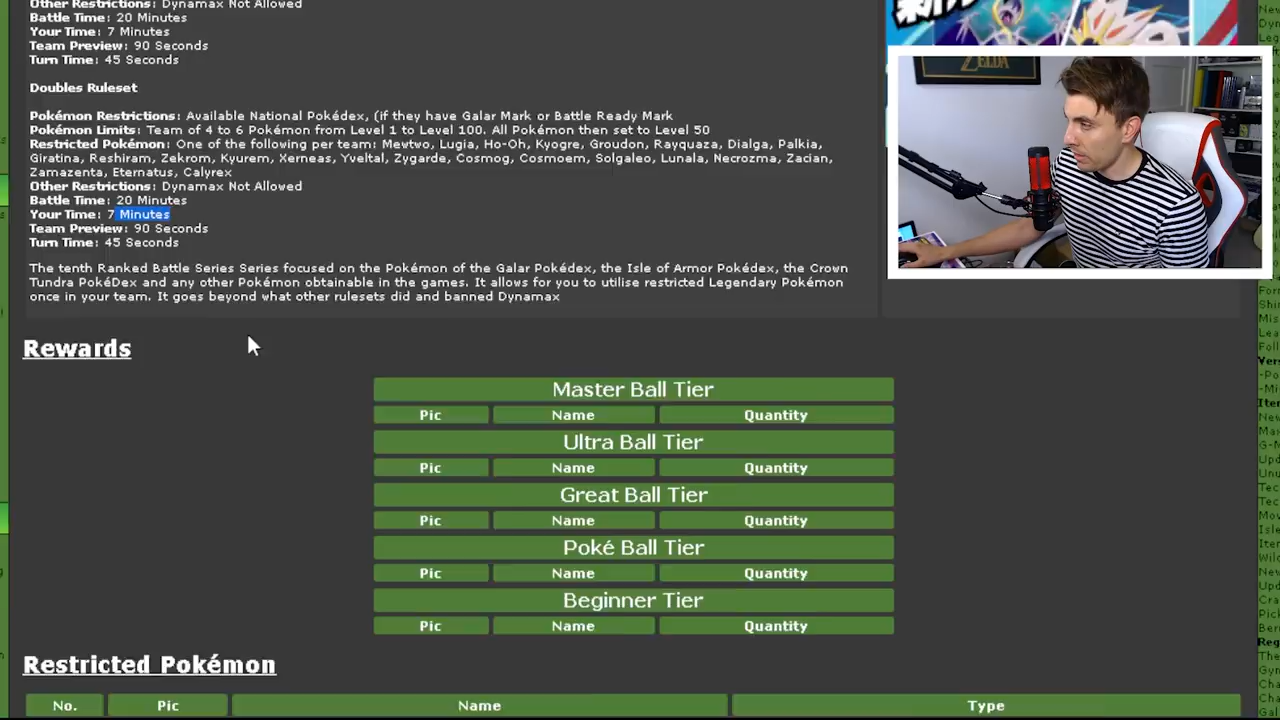 Other Restrictions: Dynamax Not Allowed
Battle Time: 20 Minutes
Your Time: 7 Minutes
Team Preview: 90 Seconds
Turn Time: 45 Seconds
Doubles Ruleset
Pokémon Restrictions: Available National Pokédex, (if they have Galar Mark or Battle Ready Mark
Pokémon Limits: Team of 4 to 6 Pokémon from Level 1 to Level 100. All Pokémon then set to Level 50
Restricted Pokémon: One of the following per team: Mewtwo, Lugia, Ho-Oh, Kyogre, Groudon, Rayquaza, Dialga, Palkia,
Giratina, Reshiram, Zekrom, Kyurem, Xerneas, Yveltal, Zygarde, Cosmog, Cosmoem, Solgaleo, Lunala, Necrozma, Zacian,
Zamazenta, Eternatus, Calyrex
Other Restrictions: Dynamax Not Allowed
Battle Time: 20 Minutes
Your Time: 7 Minutes
Team Preview: 90 Seconds
Turn Time: 45 Seconds
The tenth Ranked Battle Series Series focused on the Pokémon of the Galar Pokédex, the Isle of Armor Pokédex, the Crown
Tundra PokéDex and any other Pokémon obtainable in the games. It allows for you to utilise restricted Legendary Pokémon
once in your team. It goes beyond what other rulesets did and banned Dynamax
ZELDA
Rewards
Master Ball Tier
Pic Name Quantity
Ultra Ball Tier
Pic Name Quantity
Great Ball Tier
Pic Name Quantity
Poké Ball Tier
Pic Name Quantity
Beginner Tier
Pic Name Quantity
Restricted Pokémon
No. Pic Name Type